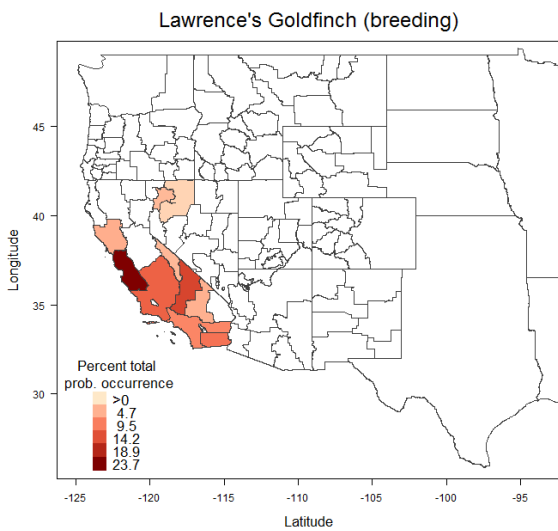 Lawrence's Goldfinch (breeding)
Longitude
45
40
35
30
Percent total
prob. occurrence
>0
4.7
9.5
14.2
18.9
23.7
-125 -120 -115 -110 -105 -100 -95
Latitude